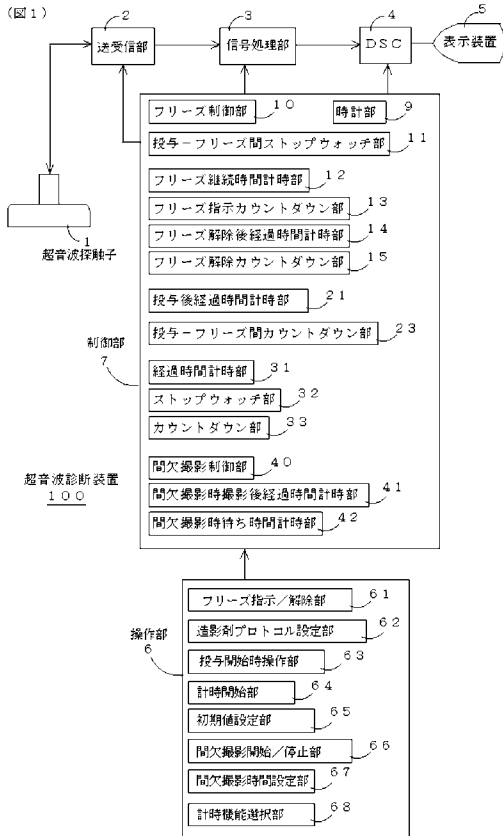 (図1)
2
送受信部
3
信号処理部
4
DSC
5
表示装置
1
超音波探触子
フリーズ制御部
10
時計部
9
投与－フリーズ間ストップウォッチ部
11
フリーズ継続時間計時部
12
フリーズ指示カウントダウン部
13
フリーズ解除後経過時間計時部
14
フリーズ解除カウントダウン部
15
投与後経過時間計時部
21
投与－フリーズ間カウントダウン部
23
制御部
7
経過時間計時部
31
ストップウォッチ部
32
カウントダウン部
33
間欠撮影制御部
40
間欠撮影時撮影後経過時間計時部
41
間欠撮影時待ち時間計時部
42
超音波診断装置
100
操作部
6
フリーズ指示／解除部
61
造影剤プロトコル設定部
62
投与開始時操作部
63
計時開始部
64
初期値設定部
65
間欠撮影開始／停止部
66
間欠撮影時間設定部
67
計時機能選択部
68